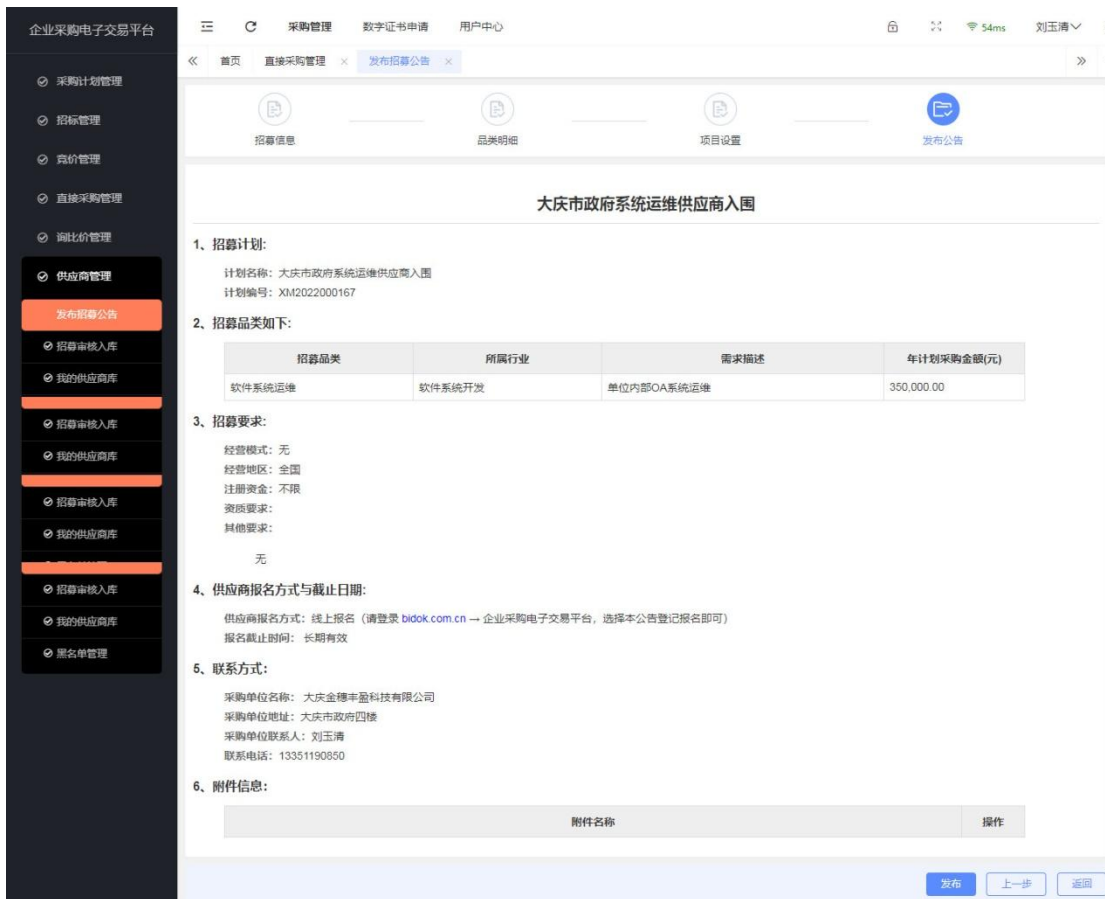 企业采购电子交易平台
采购管理 数字证书申请 用户中心 54ms 刘玉清
首页 直接采购管理 × 发布招募公告 ×
采购计划管理
招标管理
竞价管理
直接采购管理
询比价管理
供应商管理
发布招募公告
招募审核入库
我的供应商库
招募审核入库
我的供应商库
招募审核入库
我的供应商库
招募审核入库
我的供应商库
黑名单管理
招募信息 品类明细 项目设置 发布公告
大庆市政府系统运维供应商入围
1、招募计划:
计划名称：大庆市政府系统运维供应商入围
计划编号：XM2022000167
2、招募品类如下:
招募品类 所属行业 需求描述 年计划采购金额(元)
软件系统运维 软件系统开发 单位内部OA系统运维 350,000.00
3、招募要求:
经营模式：无
经营地区：全国
注册资金：不限
资质要求：
其他要求：
无
4、供应商报名方式与截止日期:
供应商报名方式：线上报名（请登录 bidok.com.cn → 企业采购电子交易平台，选择本公告登记报名即可）
报名截止时间： 长期有效
5、联系方式：
采购单位名称： 大庆金穗丰盈科技有限公司
采购单位地址：大庆市政府四楼
采购单位联系人：刘玉清
联系电话：13351190850
6、附件信息：
附件名称 操作
发布 上一步 返回